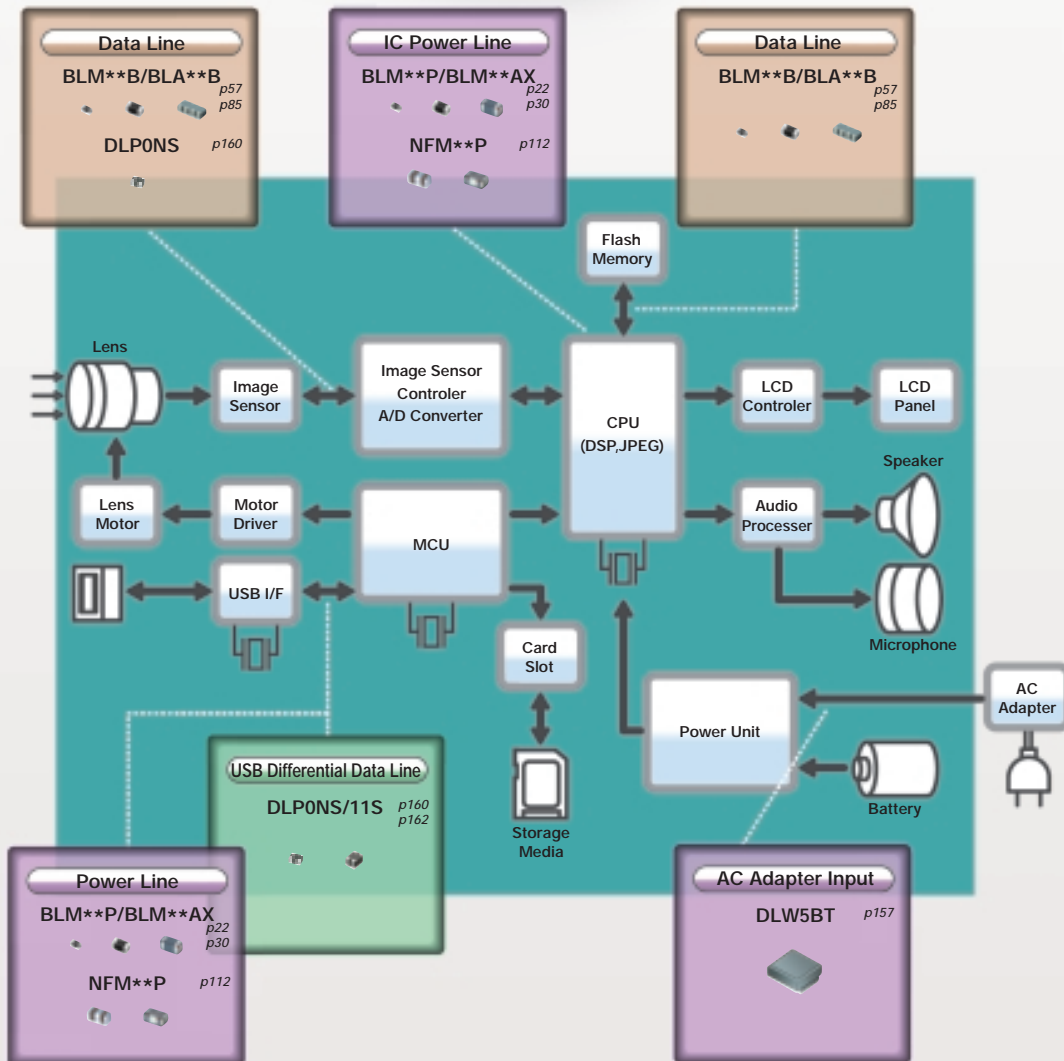 Data Line
BLM**B/BLA**B
p57
p85
DLP0NS p160
IC Power Line
BLM**P/BLM**AX
p22
p30
NFM**P p112
Data Line
BLM**B/BLA**B
p57
p85
Flash
Memory
Lens
Image
Sensor
Image Sensor
Controler
A/D Converter
CPU
(DSP,JPEG)
LCD
Controler
LCD
Panel
Speaker
Lens
Motor
Motor
Driver
MCU
Audio
Processer
USB I/F
Microphone
Card
Slot
Power Unit
AC
Adapter
Battery
Storage
Media
USB Differential Data Line
DLP0NS/11S p160
p162
Power Line
BLM**P/BLM**AX
p22
p30
NFM**P p112
AC Adapter Input
DLW5BT p157